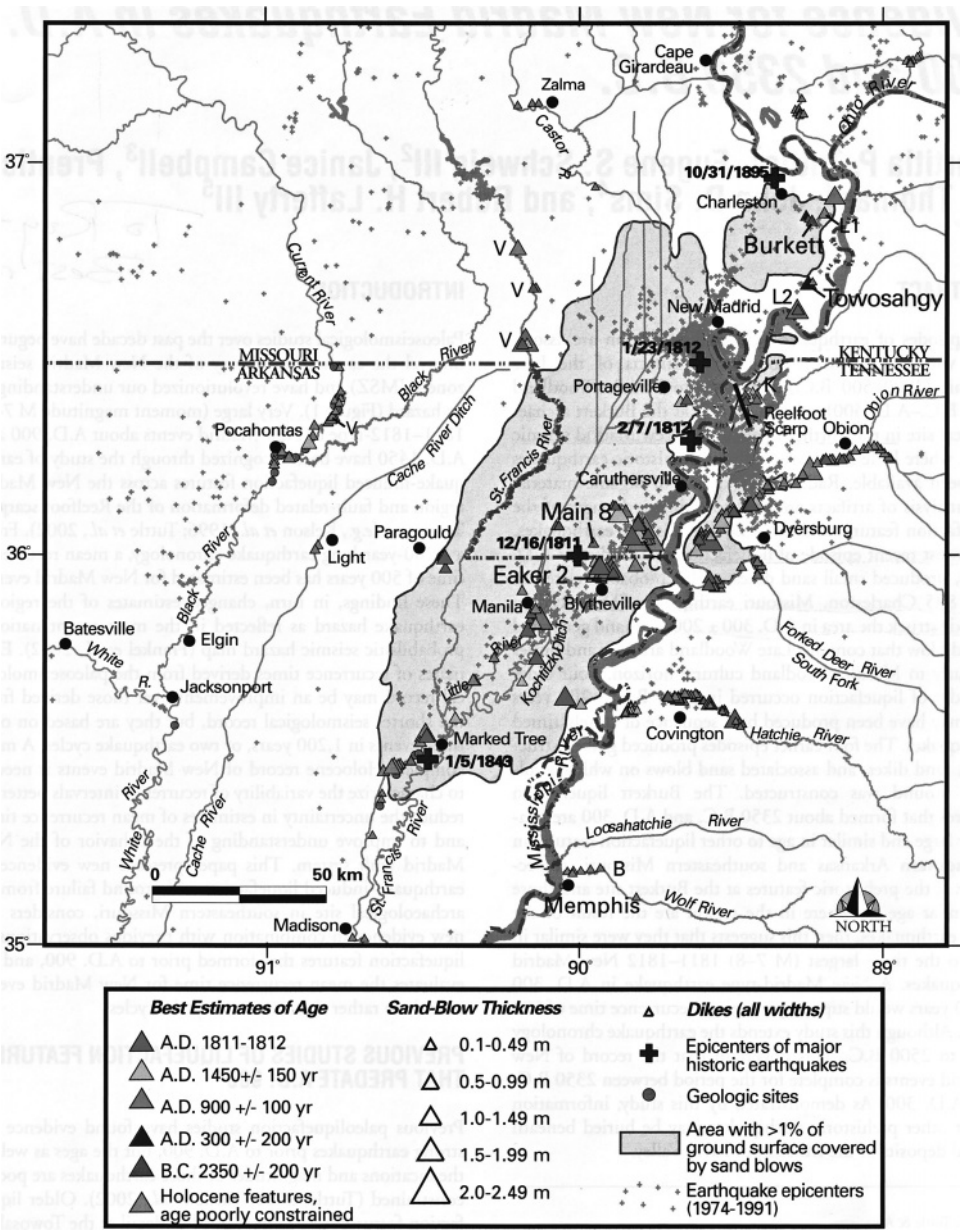 Cape
Girardeau
Zalma
Castor R.
Ohio River
37°
10/31/1895
Charleston
L1
Burkett
Current River
V
V
L2
Towosahgy
New Madrid
V
1/23/1812
MISSOURI
ARKANSAS
KENTUCKY
TENNESSEE
Black River
Portageville
K
Reelfoot
Scarp
Obion River
Obion
Pocahontas
V
Cache River Ditch
St. Francis River
2/7/1812
Caruthersville
Main 8
Dyersburg
Paragould
Light
36°
12/16/1811
C
Eaker 2
Blytheville
Manila
Black River
Elgin
Batesville
White
R.
Jacksonport
Little River
Kochtitzky Ditch
Forked Deer River
South Fork
Covington
Hatchie River
Marked Tree
1/5/1843
White River
Cache River
Mississippi River
Loosahatchie River
B
Memphis
Wolf River
50 km
St. Francis River
Madison
NORTH
35°
91°
90°
89°
Best Estimates of Age
A.D. 1811-1812
A.D. 1450+/- 150 yr
A.D. 900 +/- 100 yr
A.D. 300 +/- 200 yr
B.C. 2350 +/- 200 yr
Holocene features,
age poorly constrained
Sand-Blow Thickness
0.1-0.49 m
0.5-0.99 m
1.0-1.49 m
1.5-1.99 m
2.0-2.49 m
Dikes (all widths)
Epicenters of major
historic earthquakes
Geologic sites
Area with >1% of
ground surface covered
by sand blows
Earthquake epicenters
(1974-1991)